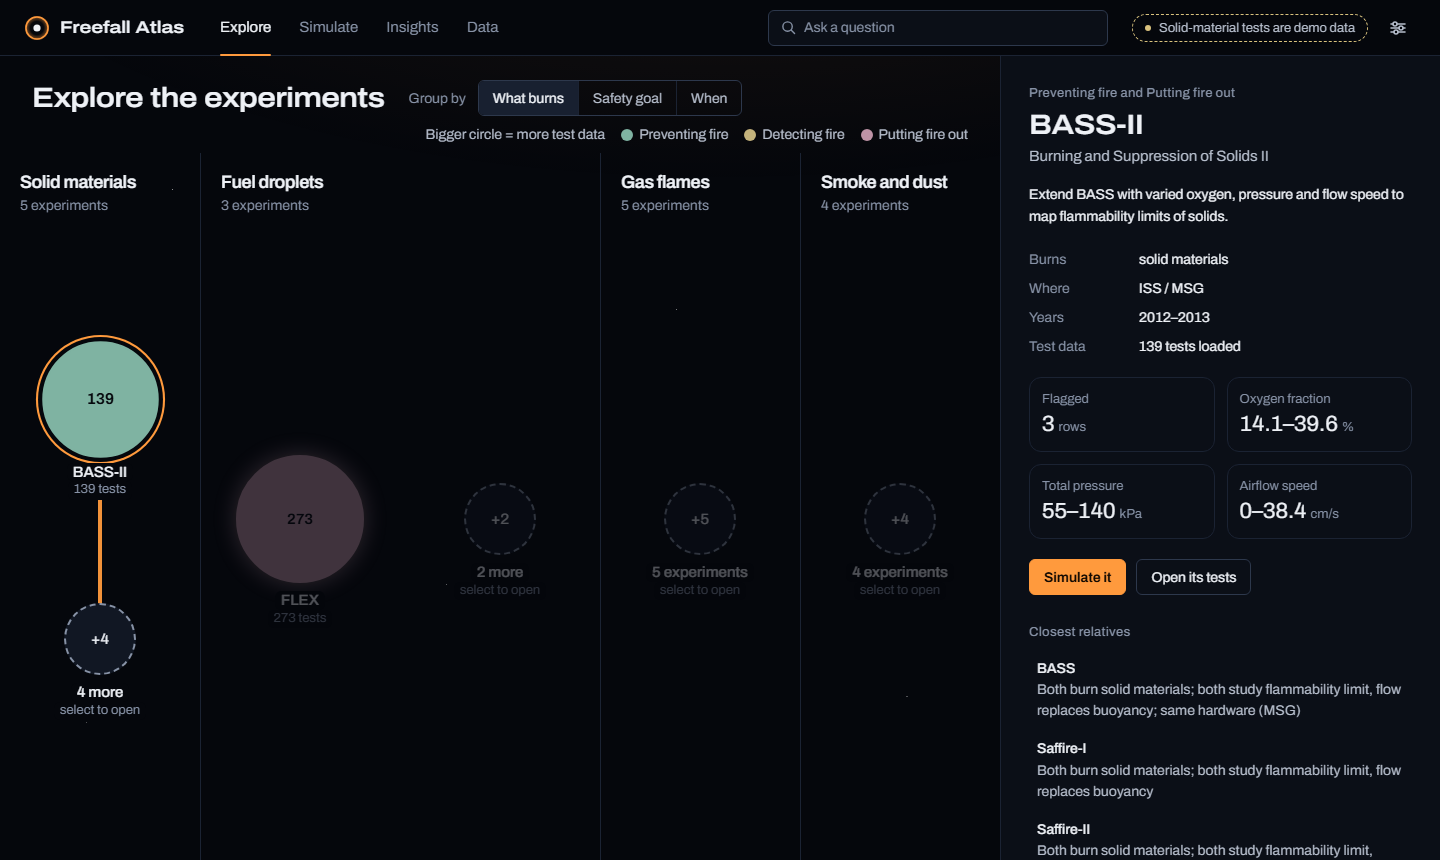 Freefall Atlas
Explore
Simulate
Insights
Data
Ask a question
Solid-material tests are demo data
Explore the experiments
Group by
What burns
Safety goal
When
Bigger circle = more test data
Preventing fire
Detecting fire
Putting fire out
Solid materials
5 experiments
Fuel droplets
3 experiments
Gas flames
5 experiments
Smoke and dust
4 experiments
139
BASS-II
139 tests
+4
4 more
select to open
273
FLEX
273 tests
+2
2 more
select to open
+5
5 experiments
select to open
+4
4 experiments
select to open
Preventing fire and Putting fire out
BASS-II
Burning and Suppression of Solids II
Extend BASS with varied oxygen, pressure and flow speed to
map flammability limits of solids.
Burns solid materials
Where ISS / MSG
Years 2012–2013
Test data 139 tests loaded
Flagged
3 rows
Oxygen fraction
14.1–39.6 %
Total pressure
55–140 kPa
Airflow speed
0–38.4 cm/s
Simulate it
Open its tests
Closest relatives
BASS
Both burn solid materials; both study flammability limit, flow
replaces buoyancy; same hardware (MSG)
Saffire-I
Both burn solid materials; both study flammability limit, flow
replaces buoyancy
Saffire-II
Both burn solid materials; both study flammability limit,